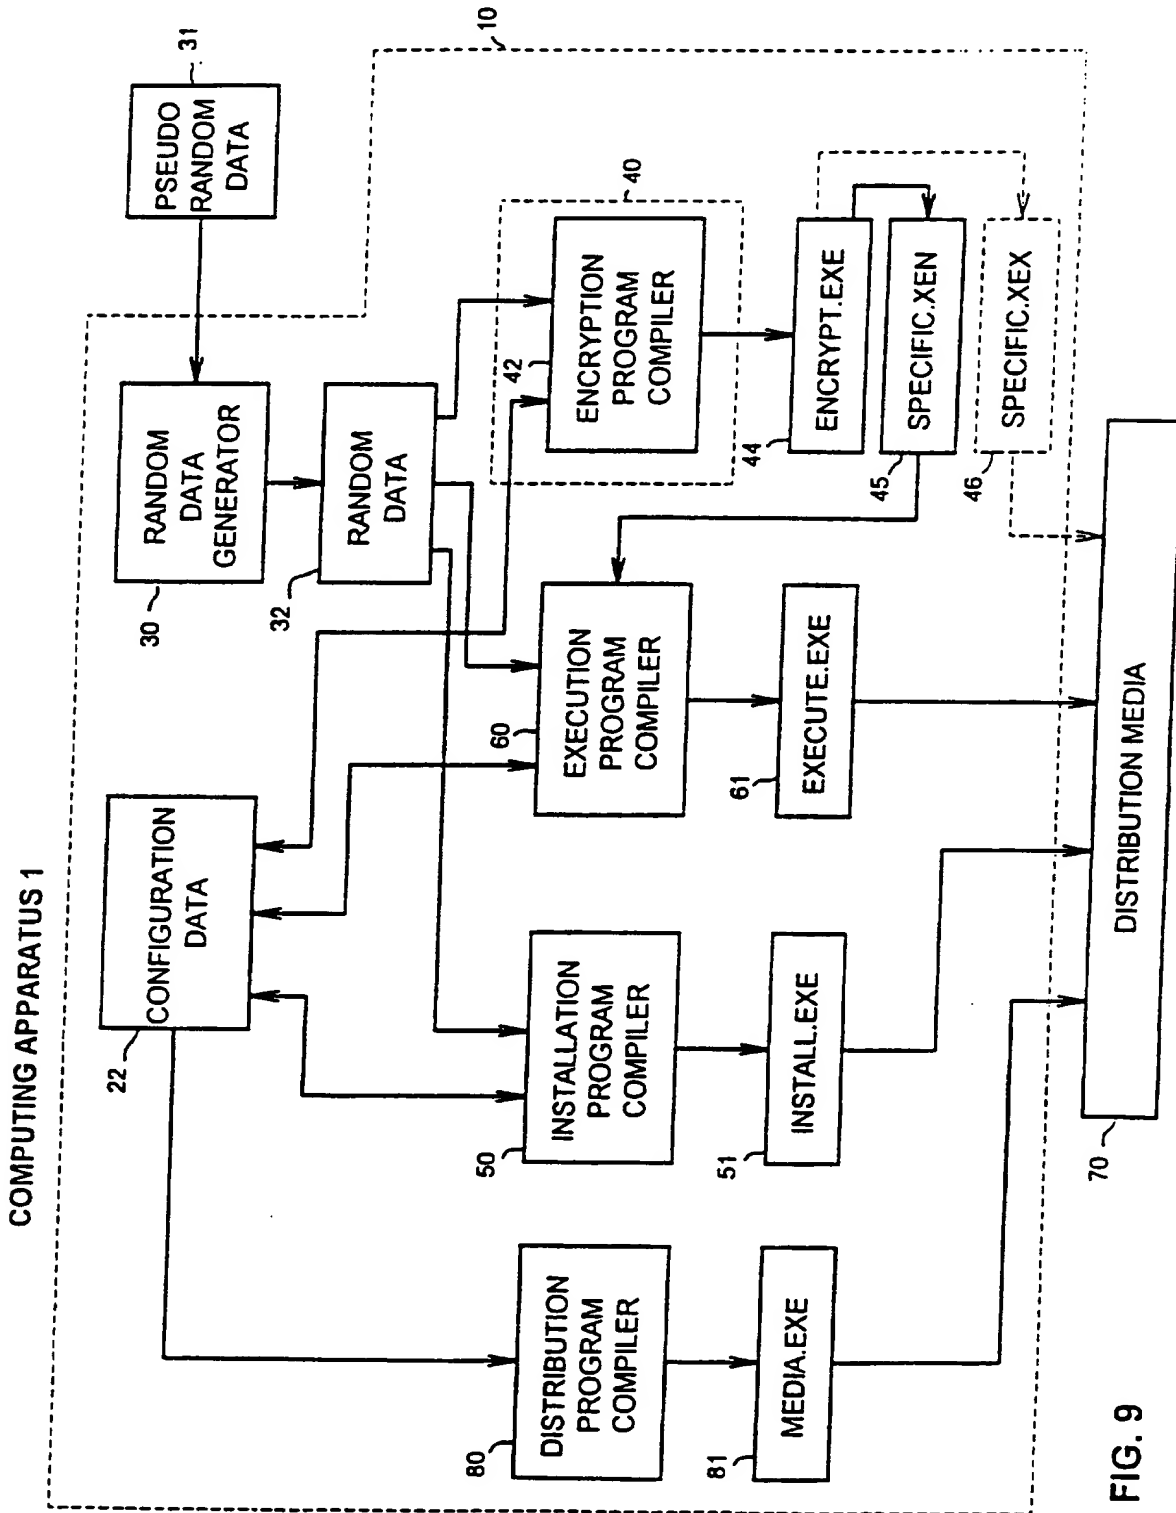 COMPUTING APPARATUS 1
10
22
CONFIGURATION
DATA
30
RANDOM
DATA
GENERATOR
31
PSEUDO
RANDOM
DATA
32
RANDOM
DATA
80
DISTRIBUTION
PROGRAM
COMPILER
50
INSTALLATION
PROGRAM
COMPILER
60
EXECUTION
PROGRAM
COMPILER
40
42
ENCRYPTION
PROGRAM
COMPILER
81
MEDIA.EXE
51
INSTALL.EXE
61
EXECUTE.EXE
44
ENCRYPT.EXE
45
SPECIFIC.XEN
46
SPECIFIC.XEX
70
DISTRIBUTION MEDIA
FIG. 9